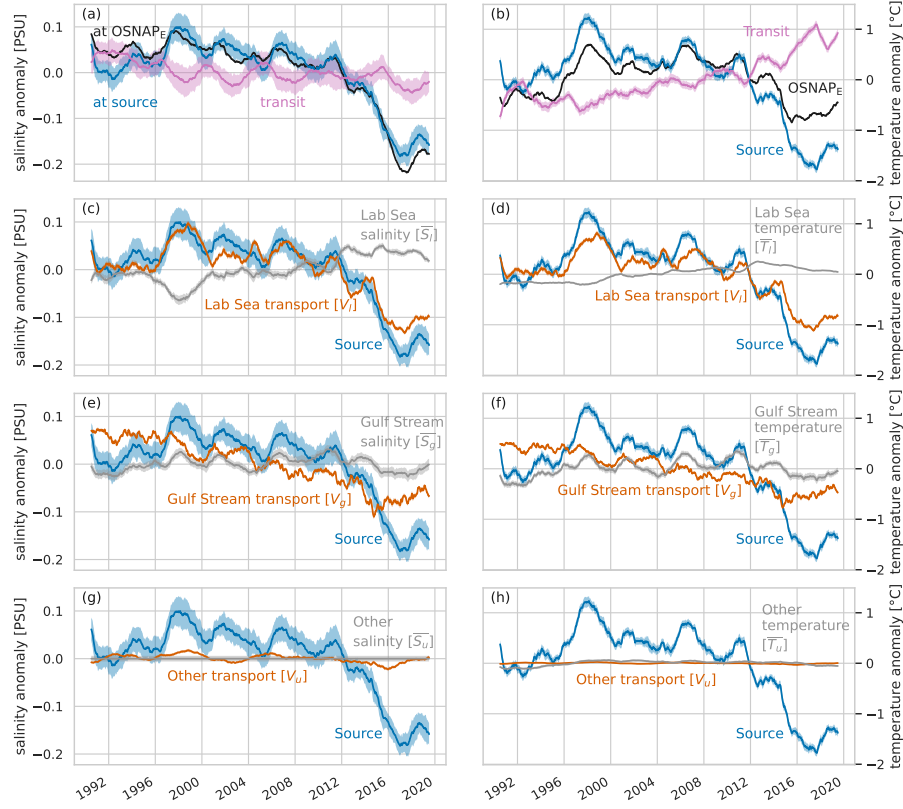 (a)
at OSNAP_E
at source
transit
salinity anomaly [PSU]
0.1
0.0
−0.1
−0.2
(b)
Transit
OSNAP_E
Source
temperature anomaly [°C]
1
0
−1
−2
(c)
Lab Sea
salinity [S̅_l]
Lab Sea transport [V_l]
Source
salinity anomaly [PSU]
0.1
0.0
−0.1
−0.2
(d)
Lab Sea
temperature
[T̅_l]
Lab Sea transport [V_l]
Source
temperature anomaly [°C]
1
0
−1
−2
(e)
Gulf Stream
salinity [S̅_g]
Gulf Stream transport [V_g]
Source
salinity anomaly [PSU]
0.1
0.0
−0.1
−0.2
(f)
Gulf Stream
temperature
[T̅_g]
Gulf Stream transport [V_g]
Source
temperature anomaly [°C]
1
0
−1
−2
(g)
Other
salinity [S̅_u]
Other transport [V_u]
Source
salinity anomaly [PSU]
0.1
0.0
−0.1
−0.2
(h)
Other
temperature
[T̅_u]
Other transport [V_u]
Source
temperature anomaly [°C]
1
0
−1
−2
1992 1996 2000 2004 2008 2012 2016 2020
1992 1996 2000 2004 2008 2012 2016 2020